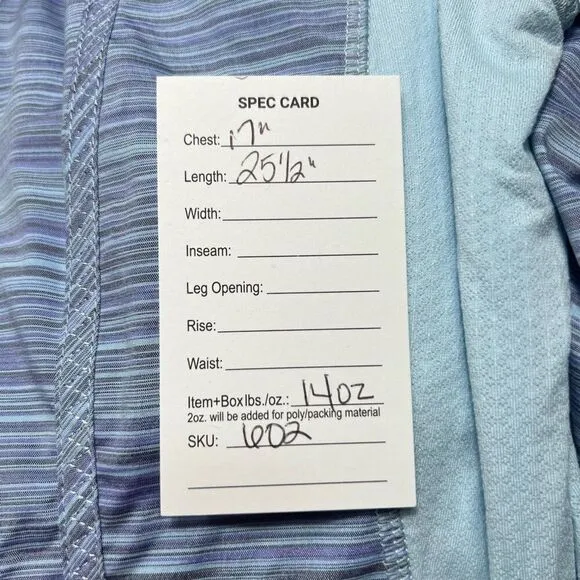 SPEC CARD
Chest: 17"
Length: 25 1/2"
Width:
Inseam:
Leg Opening:
Rise:
Waist:
Item+Box lbs./oz.: 14oz
2oz. will be added for poly/packing material
SKU: 602